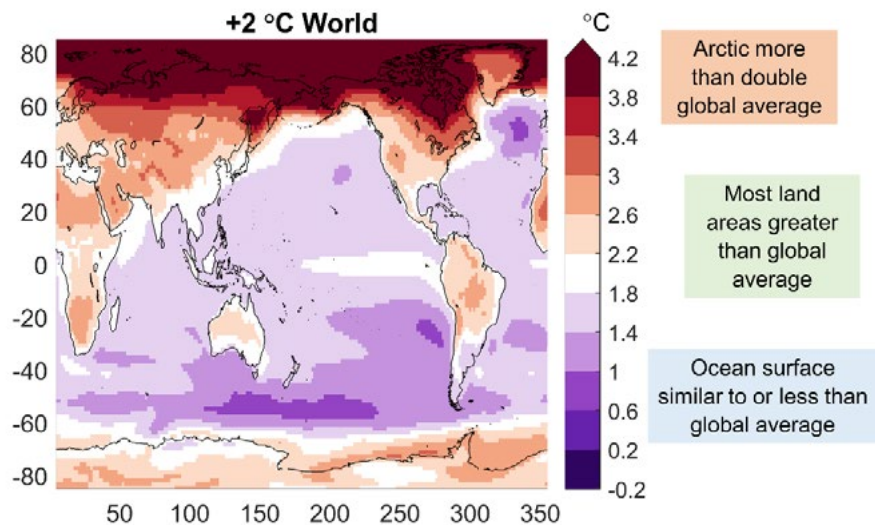 +2 °C World
°C
80
60
40
20
0
-20
-40
-60
-80
50
100
150
200
250
300
350
4.2
3.8
3.4
3
2.6
2.2
1.8
1.4
1
0.6
0.2
-0.2
Arctic more
than double
global average
Most land
areas greater
than global
average
Ocean surface
similar to or less than
global average